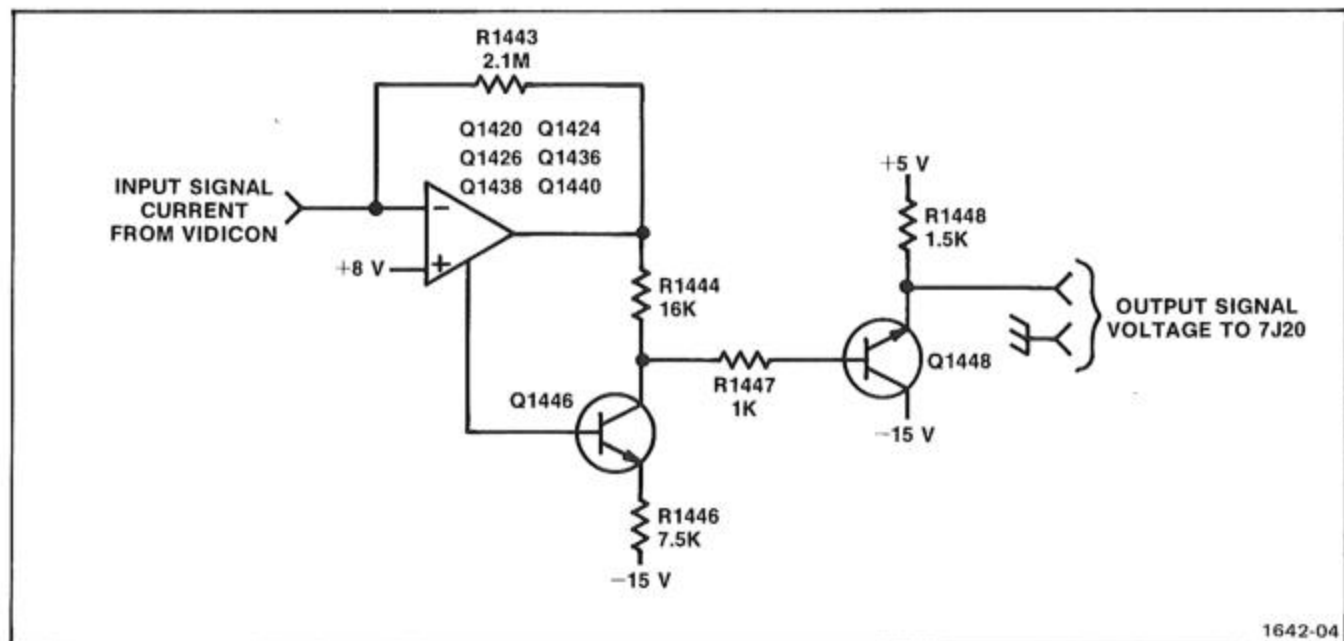 R1443
2.1M
Q1420 Q1424
Q1426 Q1436
Q1438 Q1440
INPUT SIGNAL
CURRENT
FROM VIDICON
−
+8 V
+
R1444
16K
+5 V
R1448
1.5K
OUTPUT SIGNAL
VOLTAGE TO 7J20
R1447
1K
Q1448
−15 V
Q1446
R1446
7.5K
−15 V
1642-04